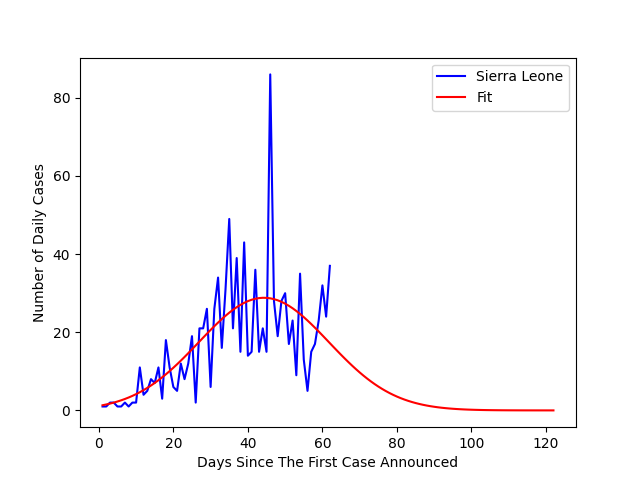 Sierra Leone
Fit
80
60
40
20
0
Number of Daily Cases
0 20 40 60 80 100 120
Days Since The First Case Announced